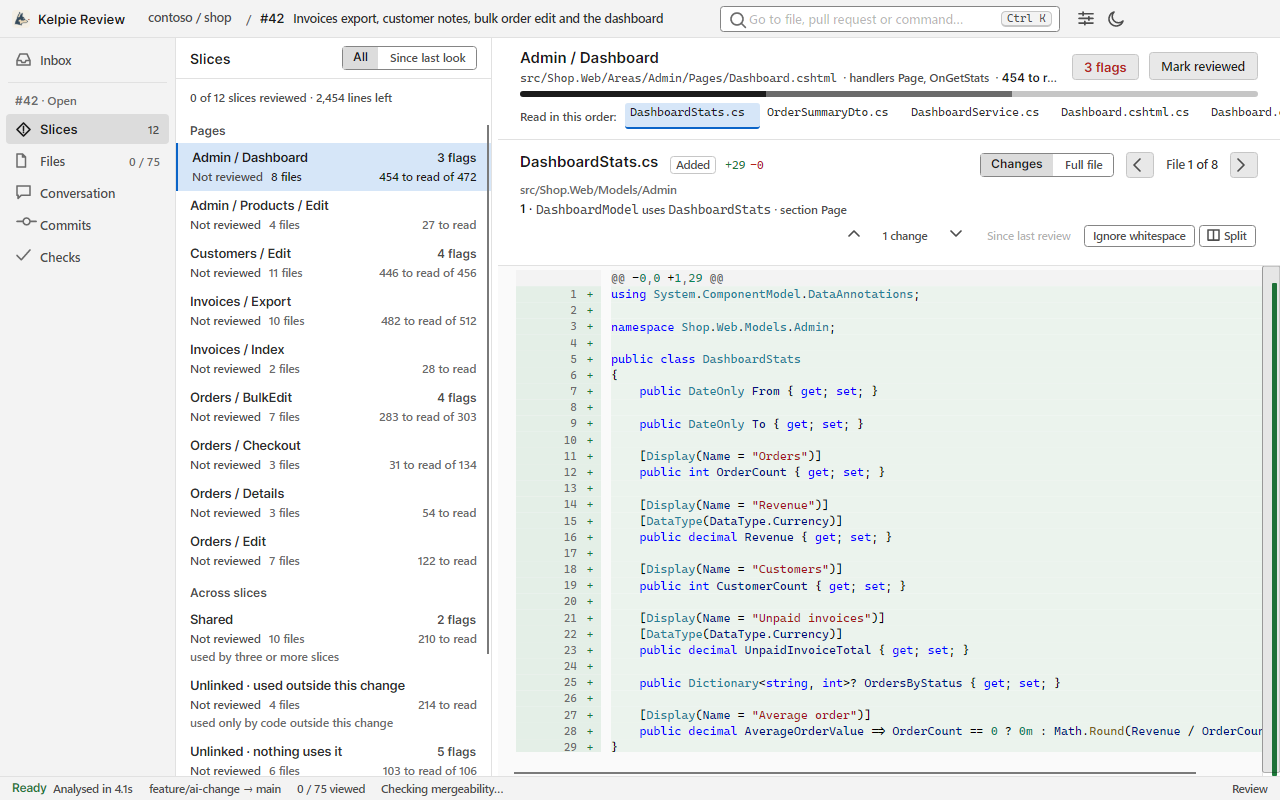 Kelpie Review contoso / shop / #42 Invoices export, customer notes, bulk order edit and the dashboard Go to file, pull request or command... Ctrl K
Inbox
#42 · Open
Slices 12
Files 0 / 75
Conversation
Commits
Checks
Slices All Since last look
0 of 12 slices reviewed · 2,454 lines left
Pages
Admin / Dashboard 3 flags
Not reviewed 8 files 454 to read of 472
Admin / Products / Edit
Not reviewed 4 files 27 to read
Customers / Edit 4 flags
Not reviewed 11 files 446 to read of 456
Invoices / Export
Not reviewed 10 files 482 to read of 512
Invoices / Index
Not reviewed 2 files 28 to read
Orders / BulkEdit 4 flags
Not reviewed 7 files 283 to read of 303
Orders / Checkout
Not reviewed 3 files 31 to read of 134
Orders / Details
Not reviewed 3 files 54 to read
Orders / Edit
Not reviewed 7 files 122 to read
Across slices
Shared 2 flags
Not reviewed 10 files 210 to read
used by three or more slices
Unlinked · used outside this change
Not reviewed 4 files 214 to read
used only by code outside this change
Unlinked · nothing uses it 5 flags
Not reviewed 6 files 103 to read of 106
Admin / Dashboard
src/Shop.Web/Areas/Admin/Pages/Dashboard.cshtml · handlers Page, OnGetStats · 454 to r...
3 flags Mark reviewed
Read in this order: DashboardStats.cs OrderSummaryDto.cs DashboardService.cs Dashboard.cshtml.cs Dashboard.
DashboardStats.cs Added +29 −0 Changes Full file File 1 of 8
src/Shop.Web/Models/Admin
1 · DashboardModel uses DashboardStats · section Page
1 change Since last review Ignore whitespace Split
@@ −0,0 +1,29 @@
1 + using System.ComponentModel.DataAnnotations;
2 +
3 + namespace Shop.Web.Models.Admin;
4 +
5 + public class DashboardStats
6 + {
7 + public DateOnly From { get; set; }
8 +
9 + public DateOnly To { get; set; }
10 +
11 + [Display(Name = "Orders")]
12 + public int OrderCount { get; set; }
13 +
14 + [Display(Name = "Revenue")]
15 + [DataType(DataType.Currency)]
16 + public decimal Revenue { get; set; }
17 +
18 + [Display(Name = "Customers")]
19 + public int CustomerCount { get; set; }
20 +
21 + [Display(Name = "Unpaid invoices")]
22 + [DataType(DataType.Currency)]
23 + public decimal UnpaidInvoiceTotal { get; set; }
24 +
25 + public Dictionary<string, int>? OrdersByStatus { get; set; }
26 +
27 + [Display(Name = "Average order")]
28 + public decimal AverageOrderValue => OrderCount == 0 ? 0m : Math.Round(Revenue / OrderCour
29 + }
Ready Analysed in 4.1s feature/ai-change → main 0 / 75 viewed Checking mergeability... Review